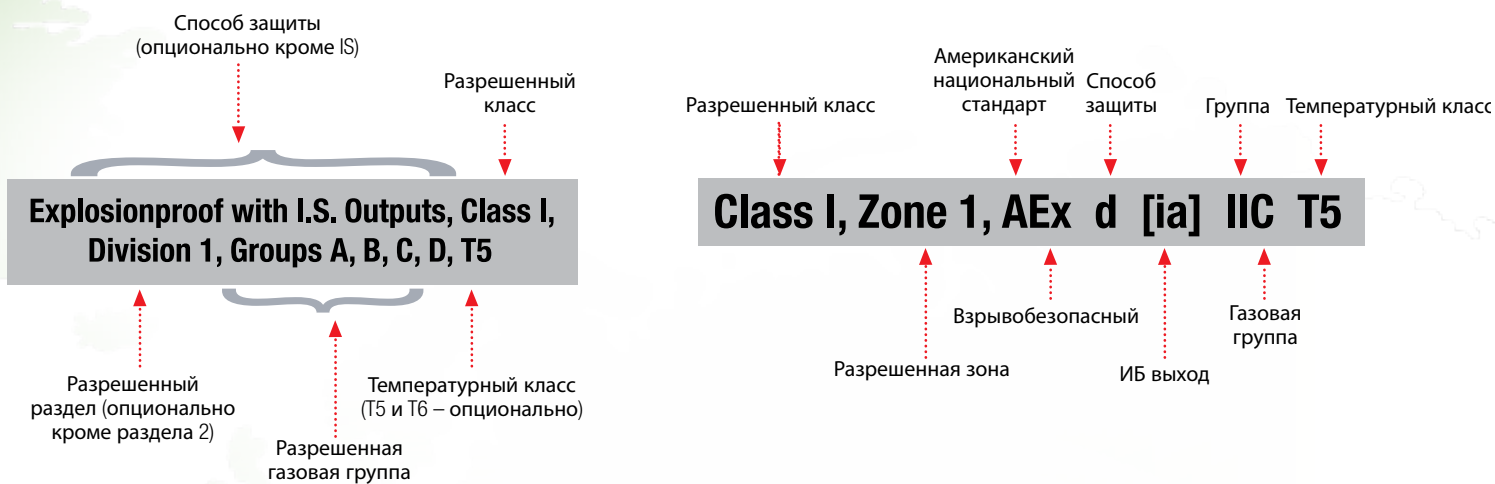 Способ защиты
(опционально кроме IS)
Разрешенный
класс
Explosionproof with I.S. Outputs, Class I,
Division 1, Groups A, B, C, D, T5
Разрешенный
раздел (опционально
кроме раздела 2)
Разрешенная
газовая группа
Температурный класс
(T5 и T6 – опционально)
Разрешенный класс
Американский
национальный
стандарт
Способ
защиты
Группа
Температурный класс
Class I, Zone 1, AEx d [ia] IIC T5
Разрешенная зона
Взрывобезопасный
ИБ выход
Газовая
группа